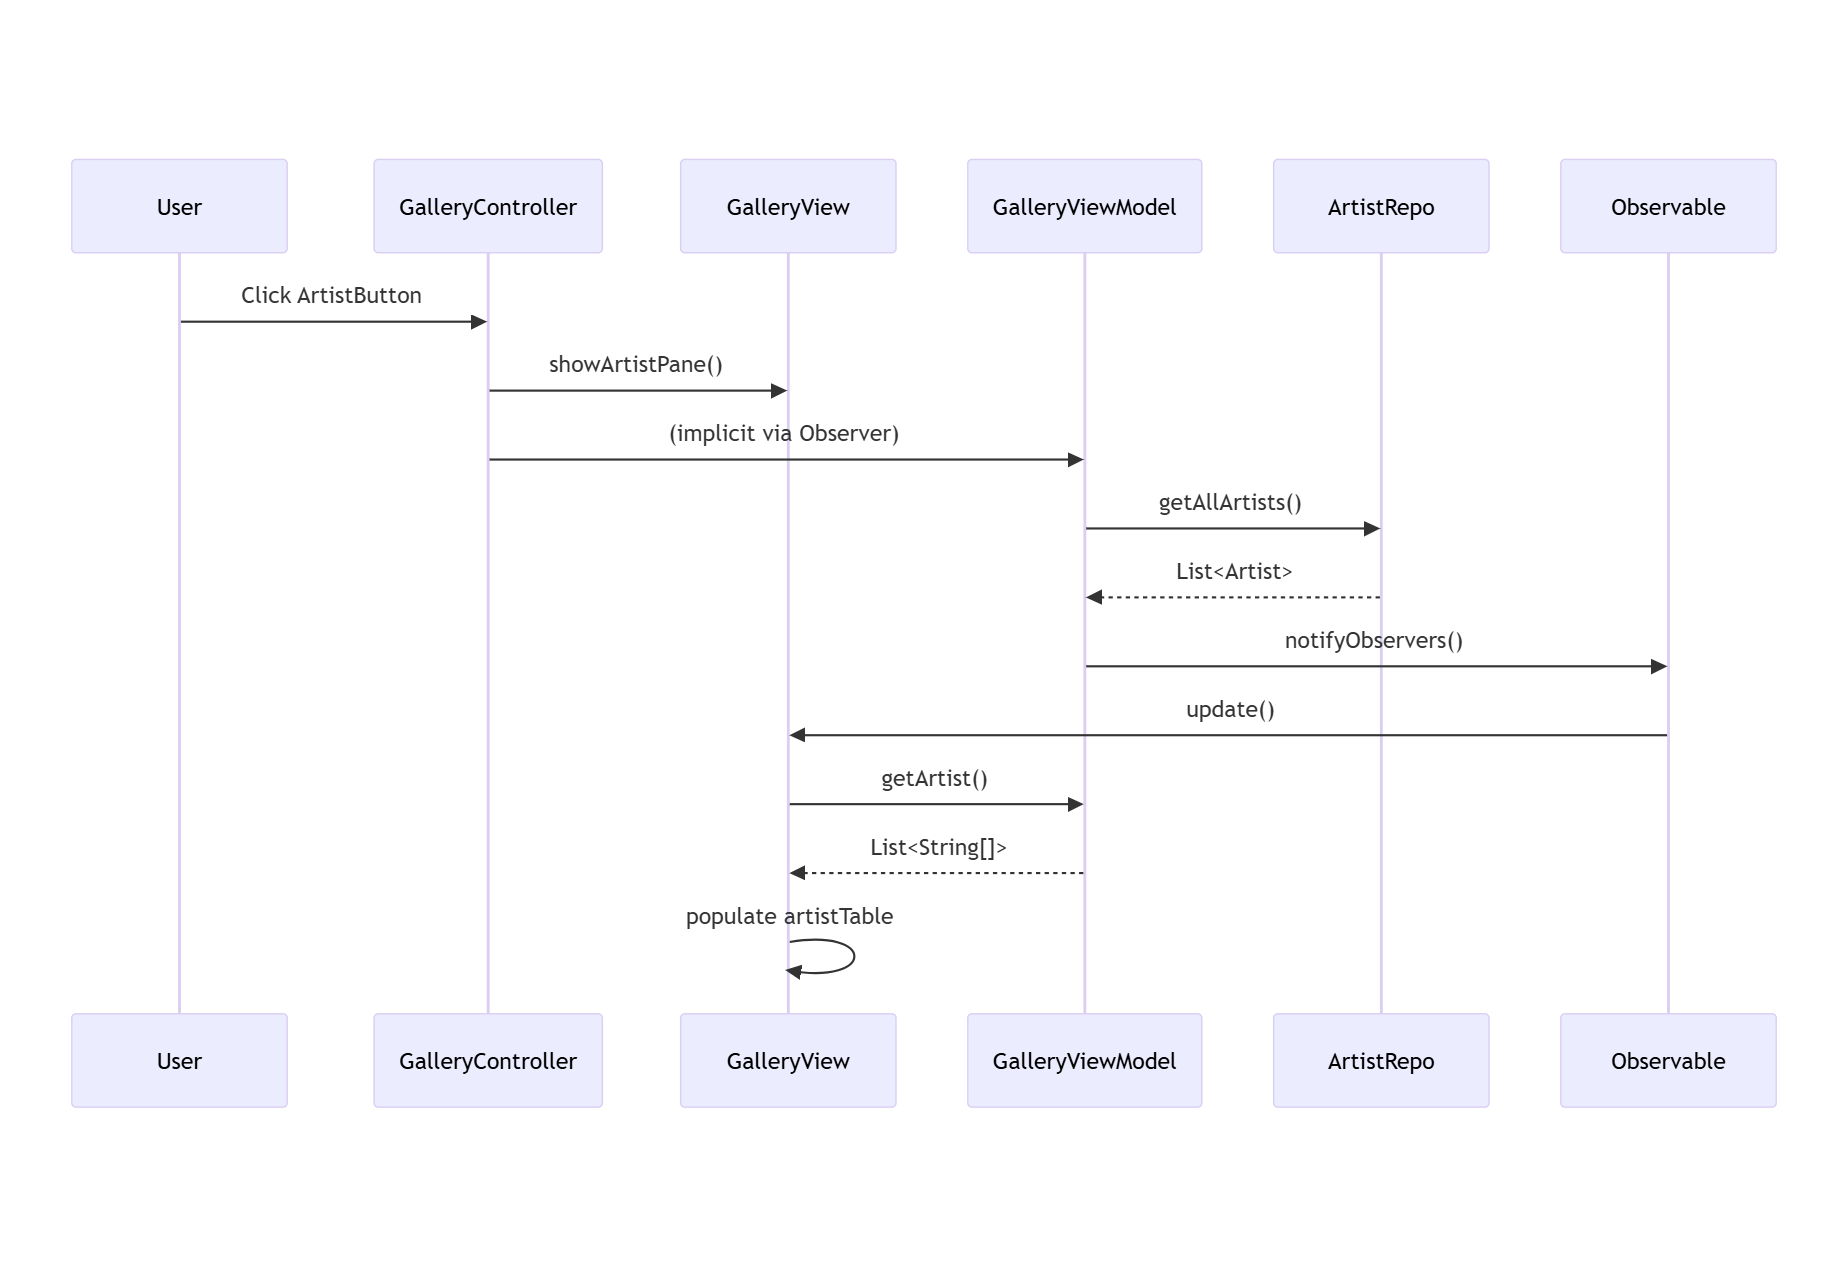 User
GalleryController
GalleryView
GalleryViewModel
ArtistRepo
Observable
Click ArtistButton
showArtistPane()
(implicit via Observer)
getAllArtists()
List<Artist>
notifyObservers()
update()
getArtist()
List<String[]>
populate artistTable
User
GalleryController
GalleryView
GalleryViewModel
ArtistRepo
Observable